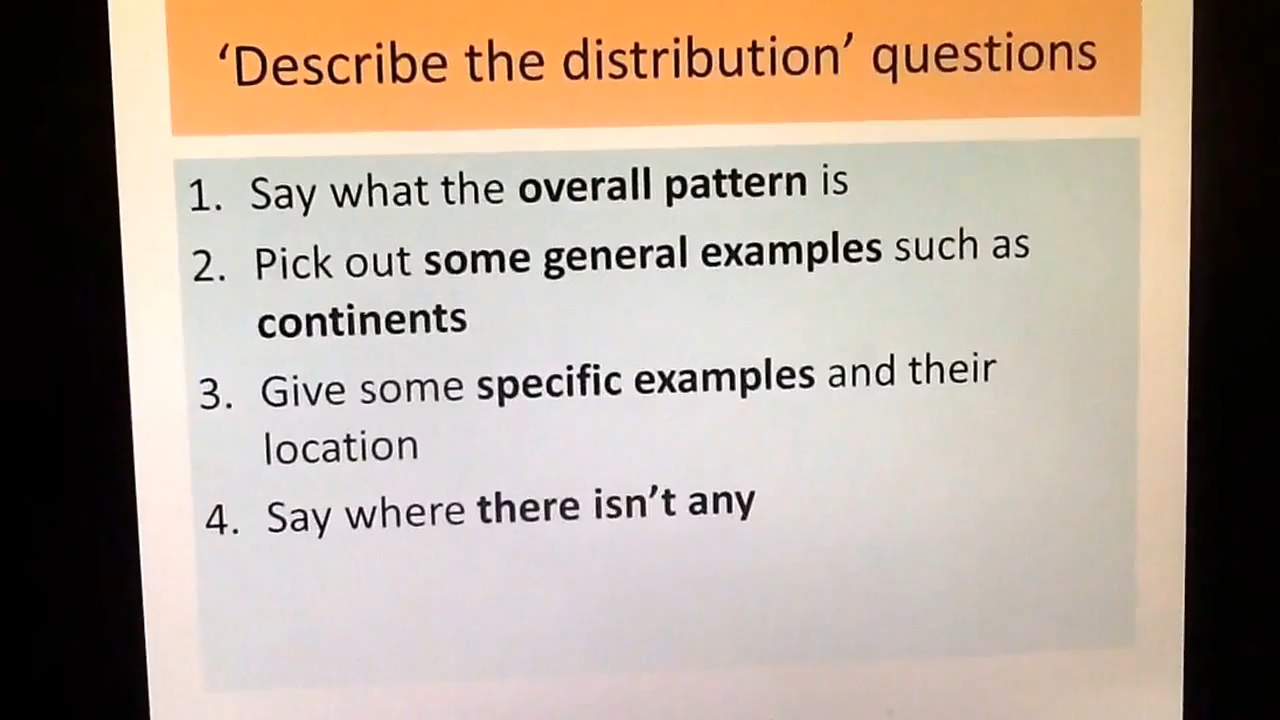 ‘Describe the distribution’ questions
1. Say what the overall pattern is
2. Pick out some general examples such as
continents
3. Give some specific examples and their
location
4. Say where there isn’t any